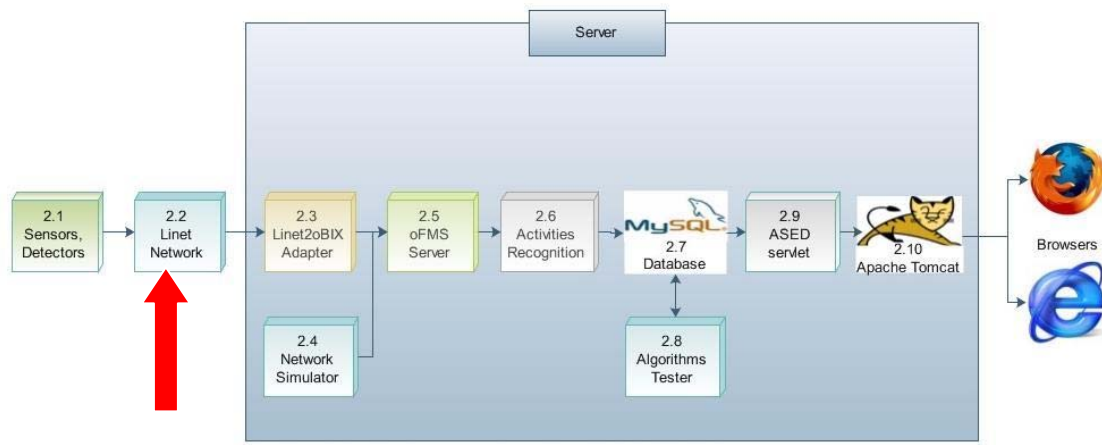 Server
2.1
Sensors,
Detectors
2.2
Linet
Network
2.3
Linet2oBIX
Adapter
2.5
oFMS
Server
2.6
Activities
Recognition
MySQL
2.7
Database
2.9
ASED
servlet
2.10
Apache Tomcat
Browsers
2.4
Network
Simulator
2.8
Algorithms
Tester